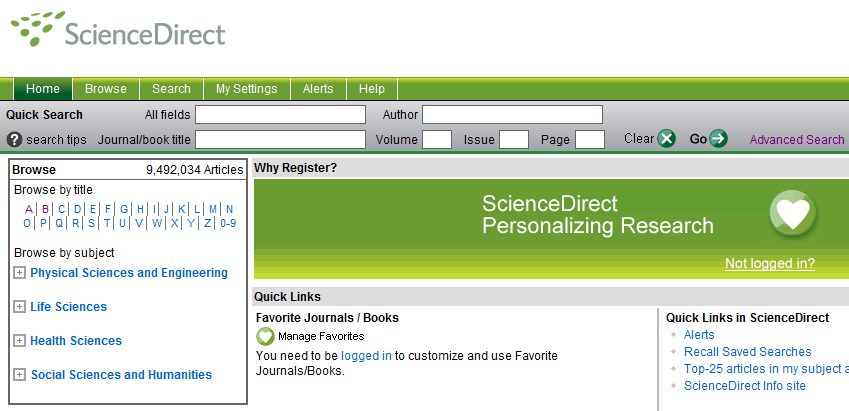 ScienceDirect
Home Browse Search My Settings Alerts Help
Quick Search All fields Author
? search tips Journal/book title Volume Issue Page Clear Go Advanced Search
Browse 9,492,034 Articles
Browse by title
A B C D E F G H I J K L M N
O P Q R S T U V W X Y Z 0-9
Browse by subject
Physical Sciences and Engineering
Life Sciences
Health Sciences
Social Sciences and Humanities
Why Register?
ScienceDirect
Personalizing Research
Not logged in?
Quick Links
Favorite Journals / Books
Manage Favorites
You need to be logged in to customize and use Favorite
Journals/Books.
Quick Links in ScienceDirect
Alerts
Recall Saved Searches
Top-25 articles in my subject a
ScienceDirect Info site